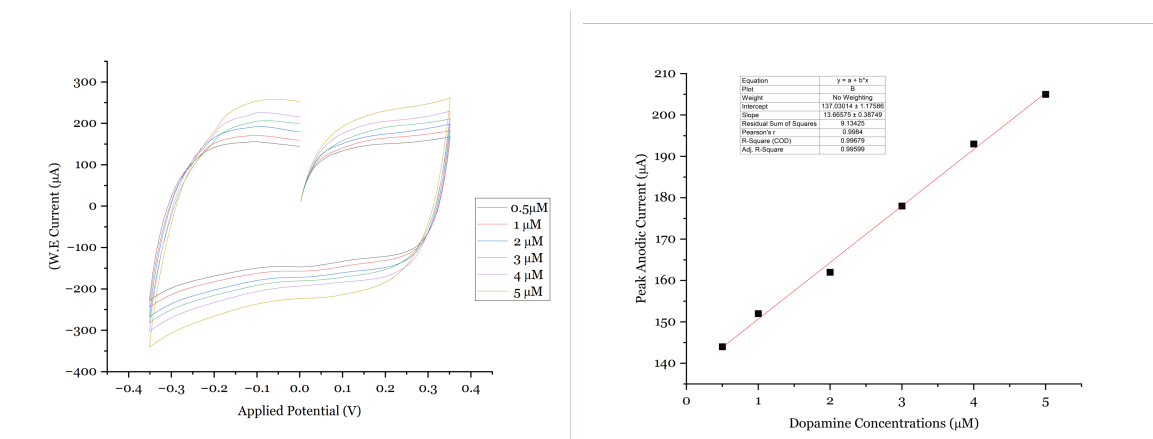 300
200
100
0
−100
−200
−300
−400
−0.4 −0.3 −0.2 −0.1 0.0 0.1 0.2 0.3 0.4
(W.E Current (μA)
Applied Potential (V)
0.5μM
1 μM
2 μM
3 μM
4 μM
5 μM
210
200
190
180
170
160
150
140
0 1 2 3 4 5
Peak Anodic Current (μA)
Dopamine Concentrations (μM)
Equation y = a + b*x
Plot B
Weight No Weighting
Intercept 137.03014 ± 1.17586
Slope 13.66575 ± 0.38749
Residual Sum of Squares 9.13425
Pearson's r 0.9984
R-Square (COD) 0.99679
Adj. R-Square 0.99599